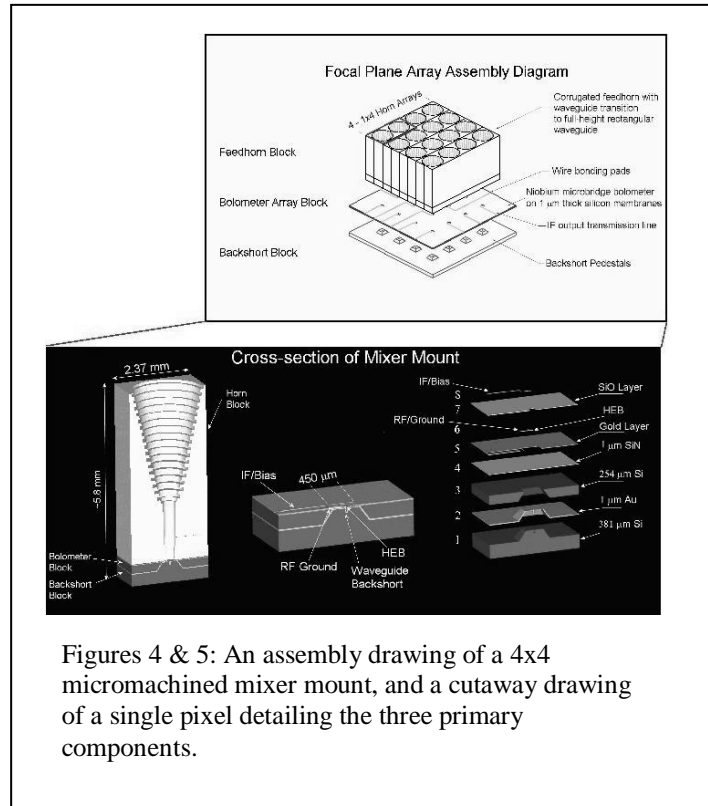 Focal Plane Array Assembly Diagram
4 - 1x4 Horn Arrays
Corrugated feedhorn with
waveguide transition
to full-height rectangular
waveguide
Feedhorn Block
Wire bonding pads
Niobium microbridge bolometer
on 1 µm thick silicon membranes
Bolometer Array Block
IF output transmission line
Backshort Block
Backshort Pedestals
Cross-section of Mixer Mount
2.37 mm
Horn
Block
~5.8 mm
Bolometer
Block
Backshort
Block
IF/Bias
450 µm
RF Ground
HEB
Waveguide
Backshort
IF/Bias
8
7
SiO Layer
RF/Ground
6
HEB
Gold Layer
5
1 µm SiN
4
254 µm Si
3
1 µm Au
2
381 µm Si
1
Figures 4 & 5: An assembly drawing of a 4x4
micromachined mixer mount, and a cutaway drawing
of a single pixel detailing the three primary
components.